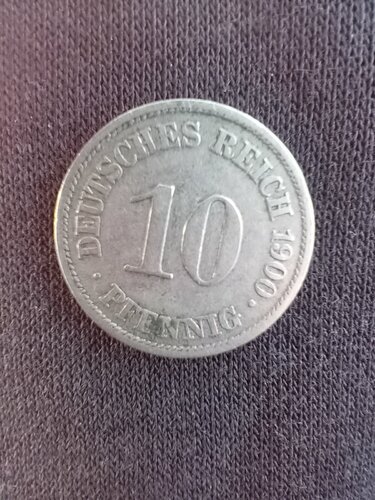 DEUTSCHES REICH 1900
10
· PFENNIG ·